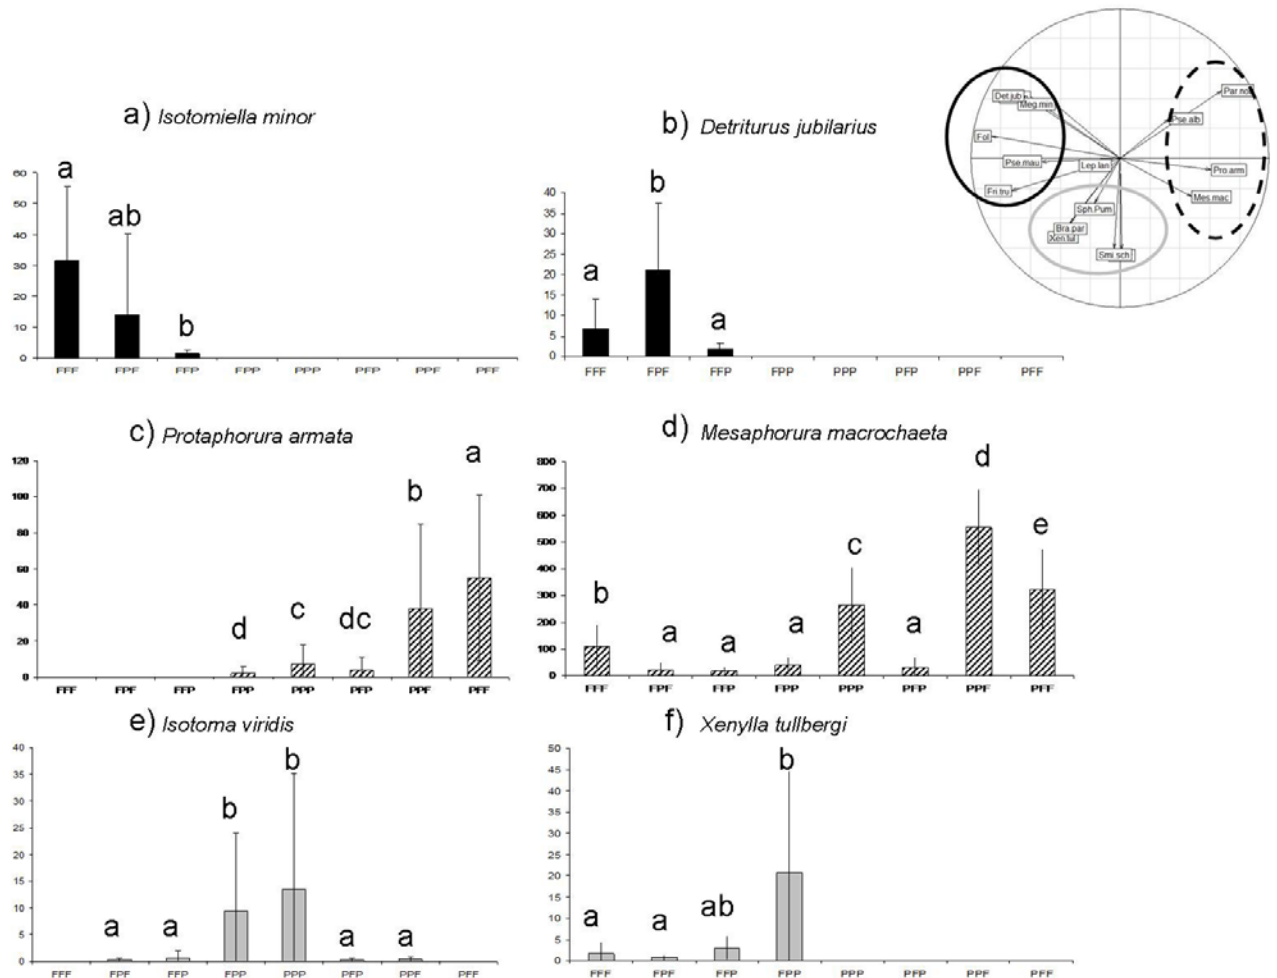 a) Isotomiella minor
60
50
40
30
20
10
0
a
ab
b
FFF FPF FFP FPP PPP PFP PPF PFF
b) Detriturus jubilarius
40
35
30
25
20
15
10
5
0
a
b
a
FFF FPF FFP FPP PPP PFP PPF PFF
Det.jub
Meg.min
Fol
Pse.mau
Lep.lan
Fri.tru
Sph.Pum
Bra.par
Xen.tul
Smi.sch
Pse.alb
Pro.arm
Mes.mac
c) Protaphorura armata
120
100
80
60
40
20
0
d
c
dc
b
a
FFF FPF FFP FPP PPP PFP PPF PFF
d) Mesaphorura macrochaeta
800
700
600
500
400
300
200
100
0
b
a
a
a
c
a
d
e
FFF FPF FFP FPP PPP PFP PPF PFF
e) Isotoma viridis
40
35
30
25
20
15
10
5
0
a
a
b
b
a
a
FFF FPF FFP FPP PPP PFP PPF PFF
f) Xenylla tullbergi
50
45
40
35
30
25
20
15
10
5
0
a
a
ab
b
FFF FPF FFP FPP PPP PFP PPF PFF